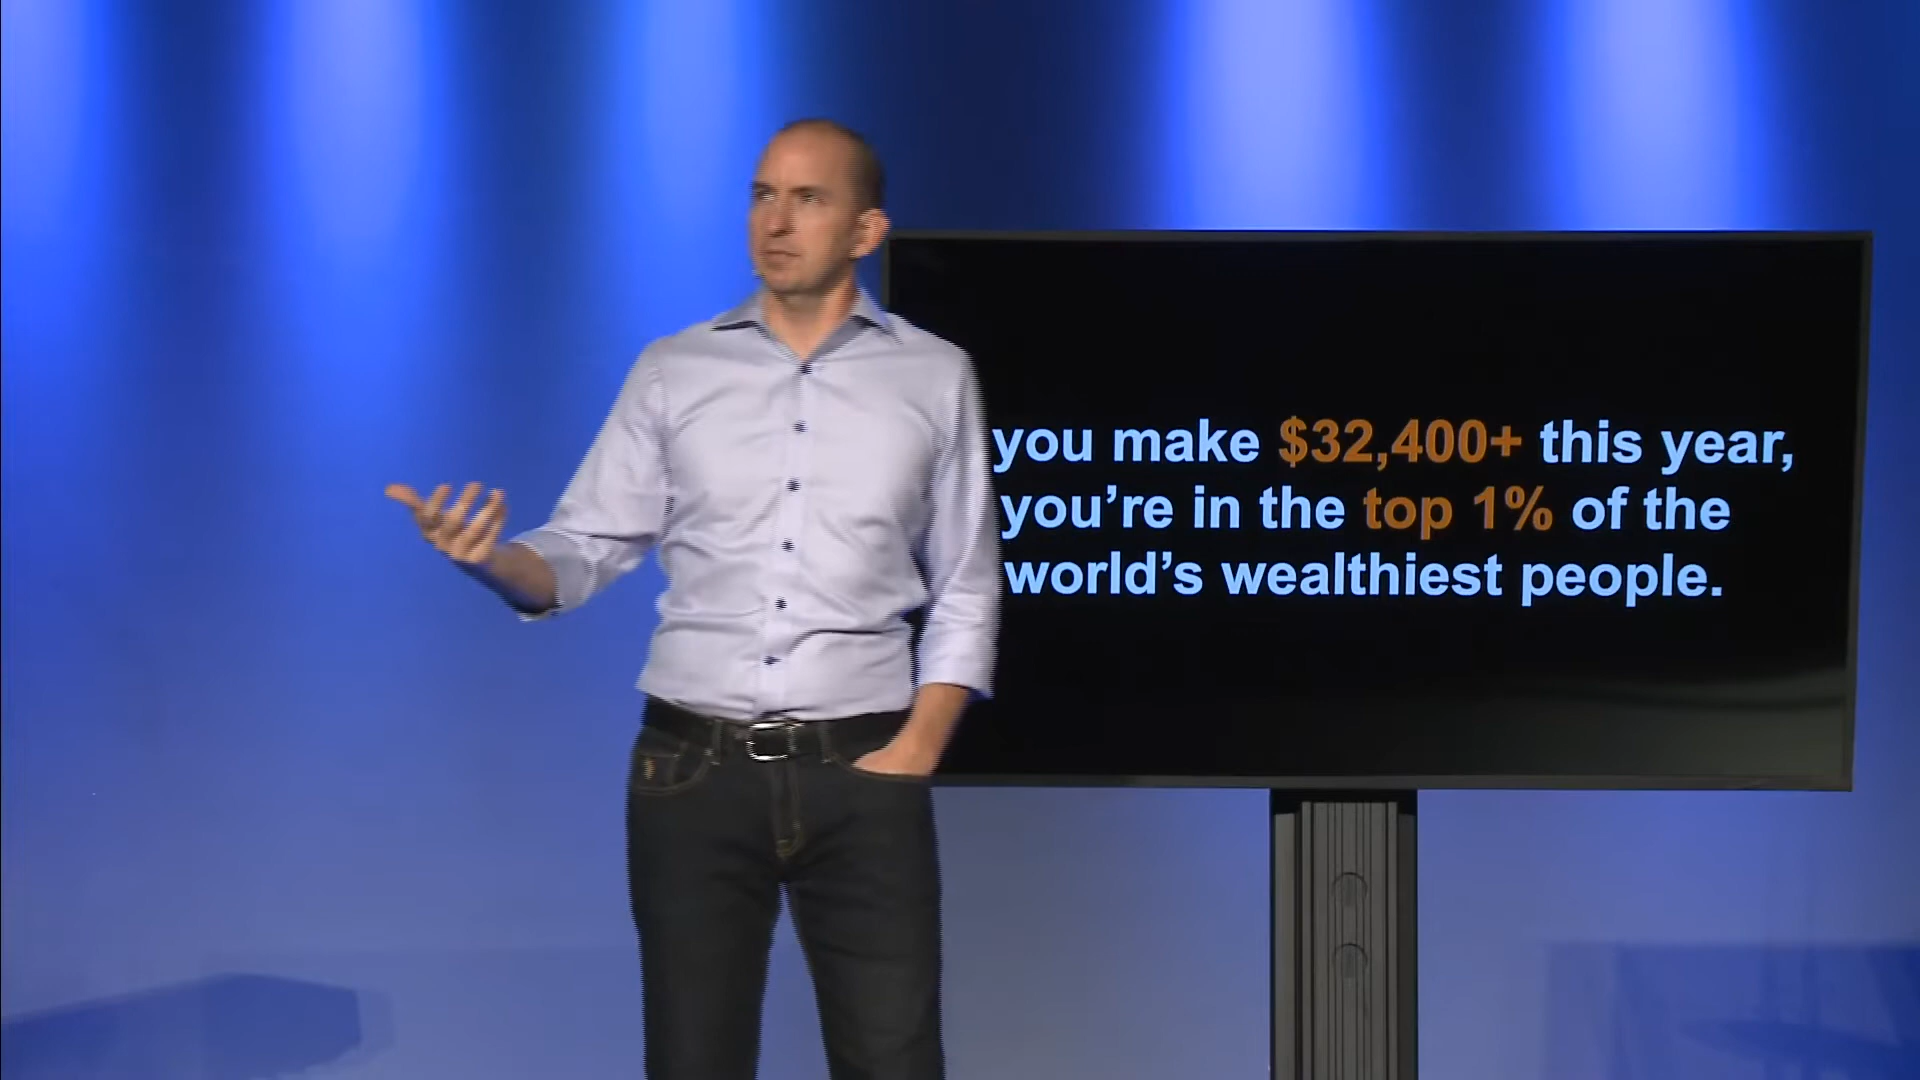 you make $32,400+ this year,
you’re in the top 1% of the
world’s wealthiest people.